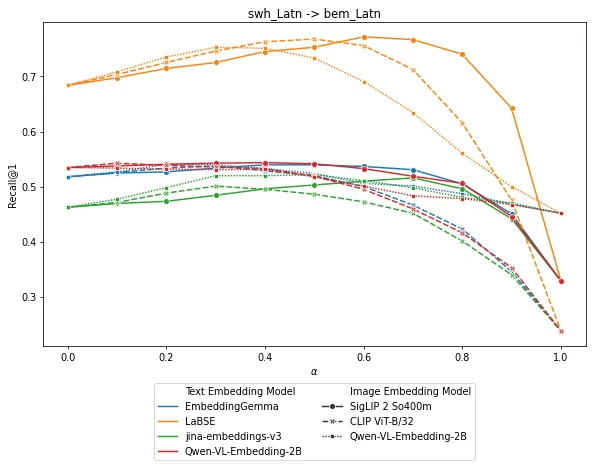 swh_Latn -> bem_Latn
Recall@1
0.7
0.6
0.5
0.4
0.3
0.0
0.2
0.4
0.6
0.8
1.0
α
Text Embedding Model
EmbeddingGemma
LaBSE
jina-embeddings-v3
Qwen-VL-Embedding-2B
Image Embedding Model
SigLIP 2 So400m
CLIP ViT-B/32
Qwen-VL-Embedding-2B